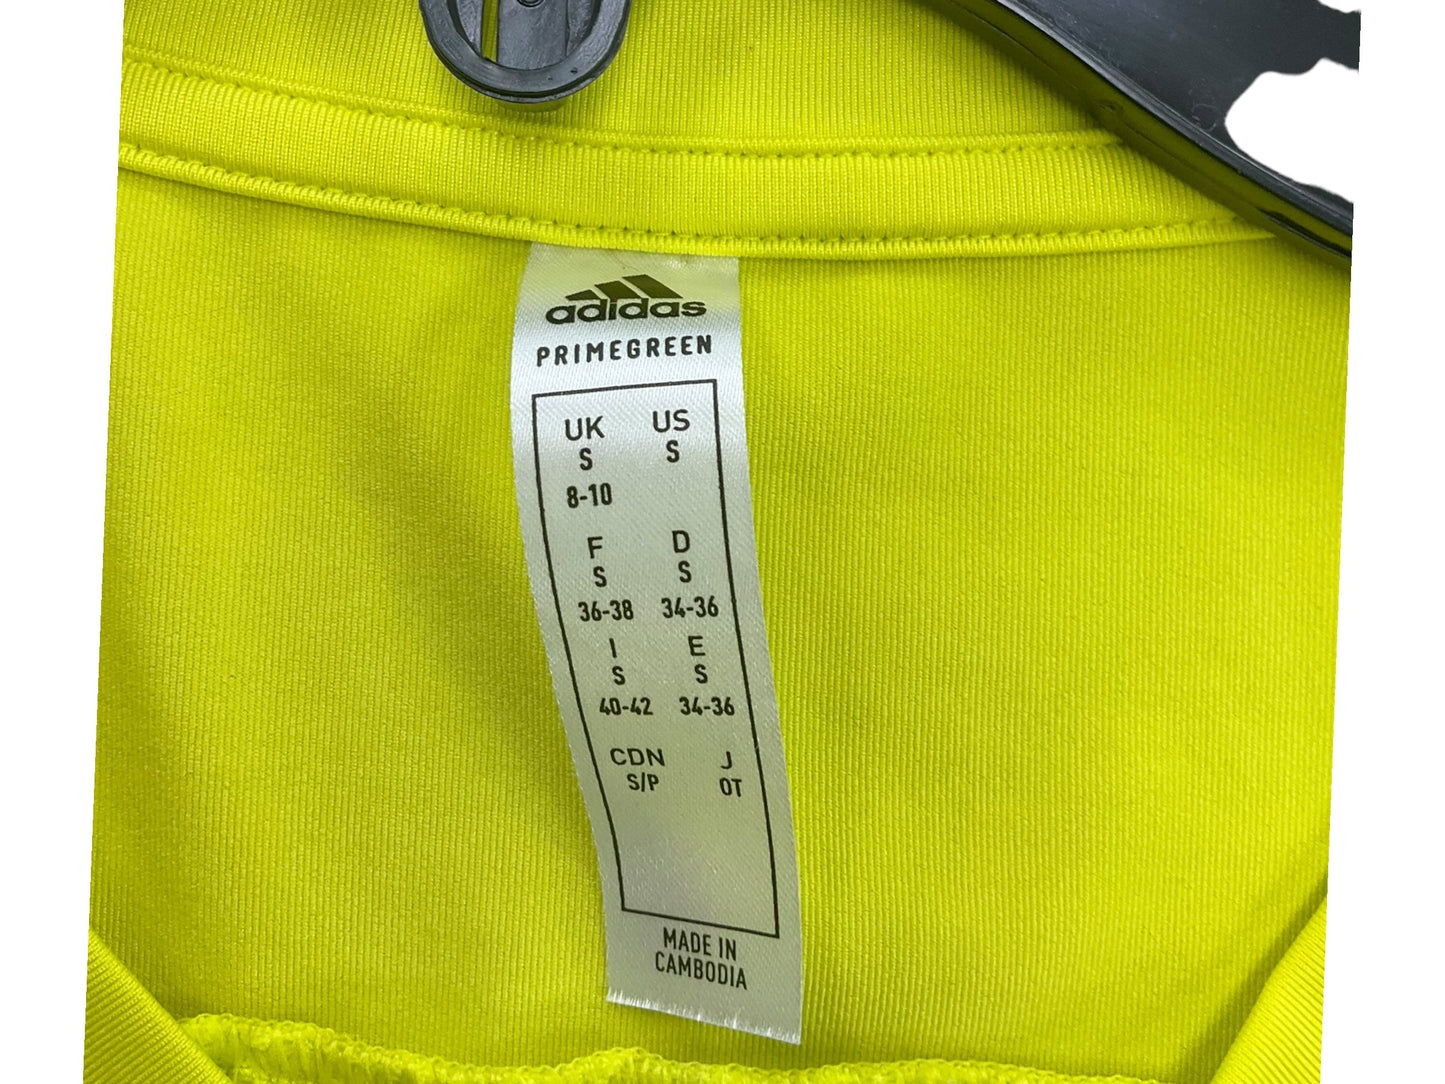 adidas
PRIMEGREEN
UK US
S S
8-10
F D
S S
36-38 34-36
I E
S S
40-42 34-36
CDN J
S/P OT
MADE IN
CAMBODIA